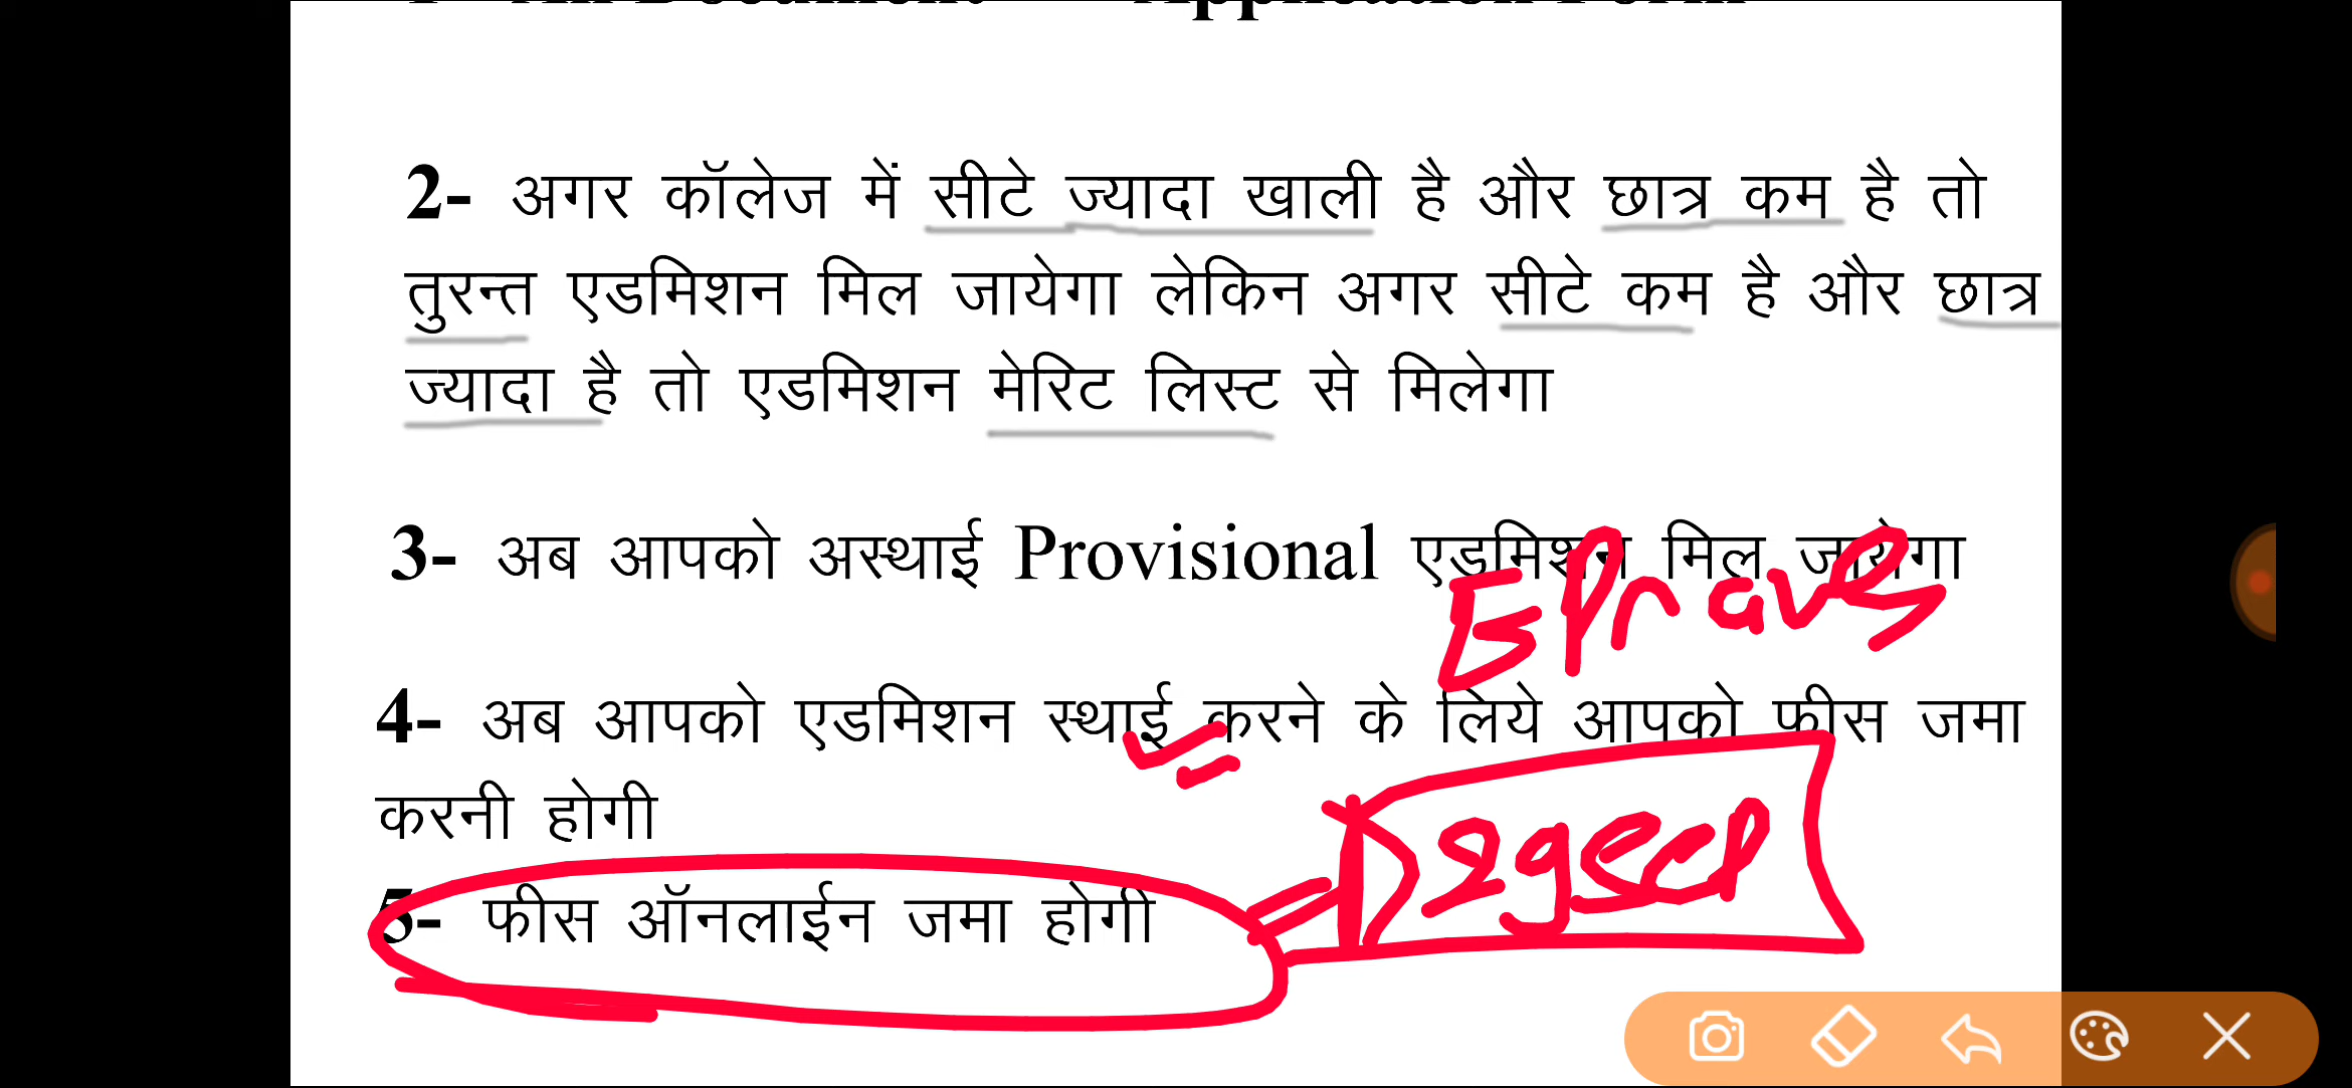 2- अगर कॉलेज में सीटे ज्यादा खाली है और छात्र कम है तो
तुरन्त एडमिशन मिल जायेगा लेकिन अगर सीटे कम है और छात्र
ज्यादा है तो एडमिशन मेरिट लिस्ट से मिलेगा
3- अब आपको अस्थाई Provisional एडमिशन मिल जायेगा
4- अब आपको एडमिशन स्थाई करने के लिये आपको फीस जमा
करनी होगी
5- फीस ऑनलाईन जमा होगी